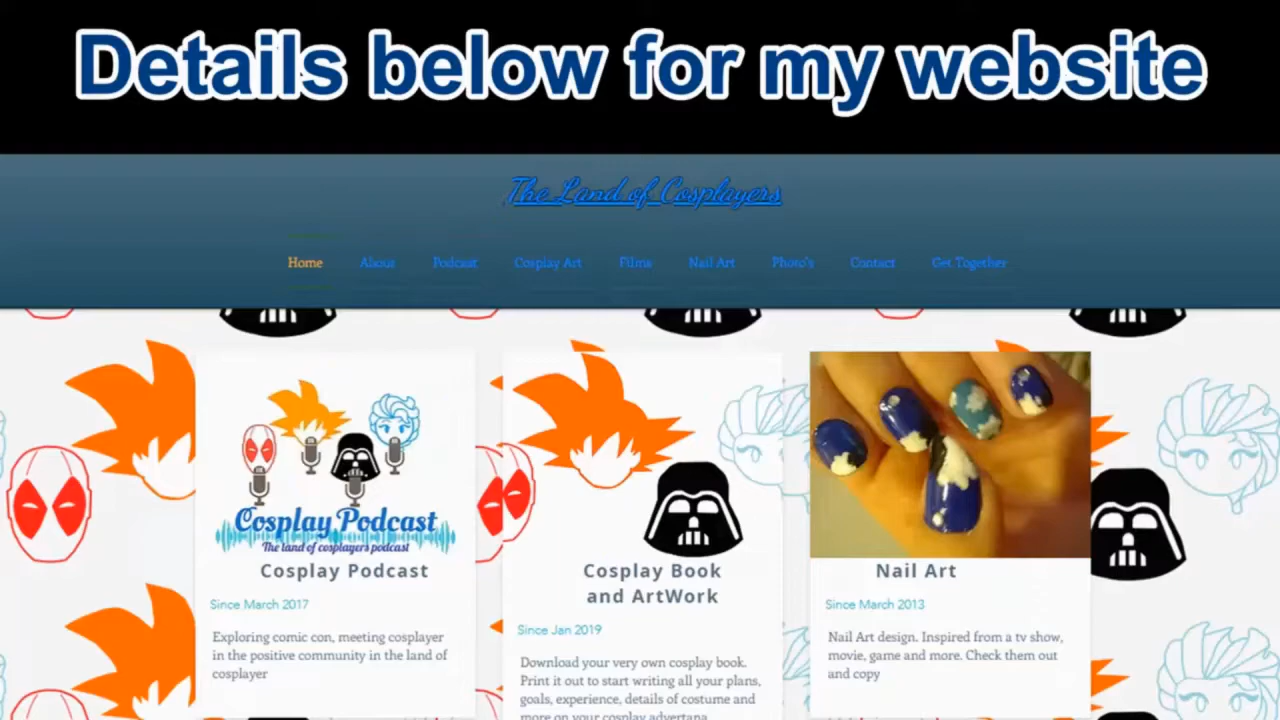 Details below for my website
The Land of Cosplayers
Home About Podcast Cosplay Art Films Nail Art Photo's Contact Get Together
Cosplay Podcast
The land of cosplayers podcast
Cosplay Podcast
Since March 2017
Exploring comic con, meeting cosplayer
in the positive community in the land of
cosplayer
Cosplay Book
and ArtWork
Since Jan 2019
Download your very own cosplay book.
Print it out to start writing all your plans,
goals, experience, details of costume and
more on your cosplay advertana
Nail Art
Since March 2013
Nail Art design. Inspired from a tv show,
movie, game and more. Check them out
and copy